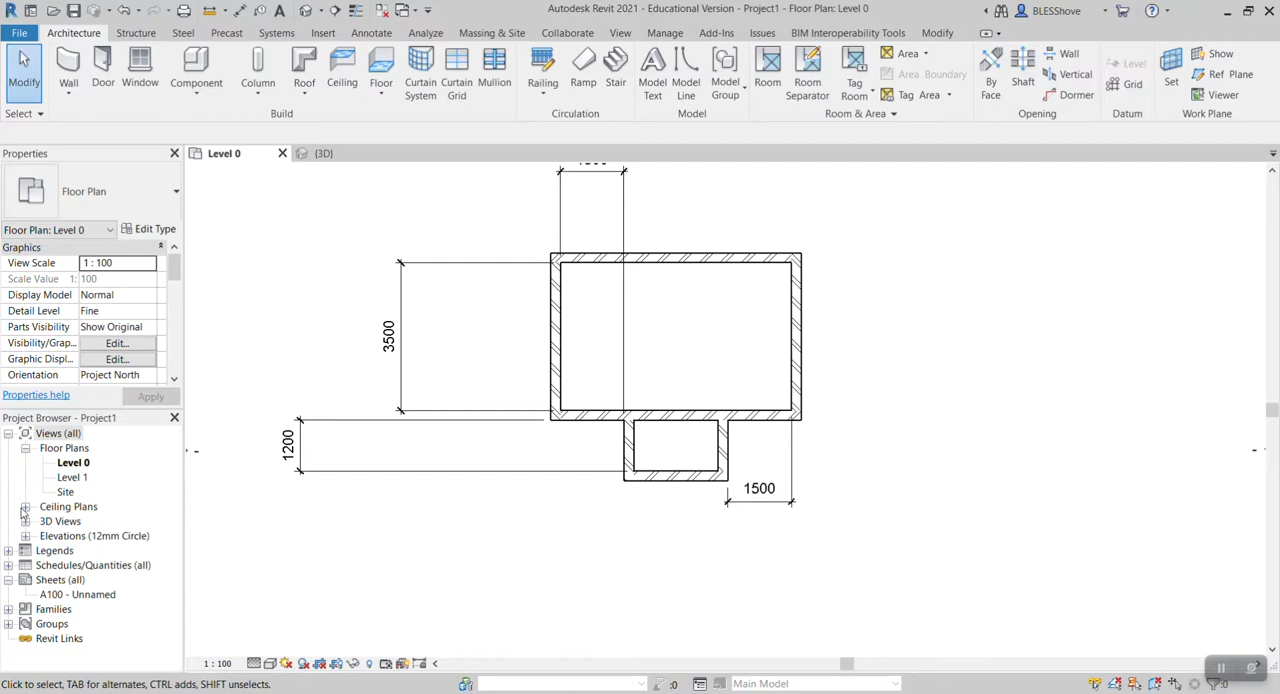 Autodesk Revit 2021 - Educational Version - Project1 - Floor Plan: Level 0
BLESShove
File Architecture Structure Steel Precast Systems Insert Annotate Analyze Massing & Site Collaborate View Manage Add-Ins Issues BIM Interoperability Tools Modify
Modify
Wall
Door
Window
Component
Column
Roof
Ceiling
Floor
Curtain System
Curtain Grid
Mullion
Railing
Ramp
Stair
Model Text
Model Line
Model Group
Room
Room Separator
Tag Room
Area
Area Boundary
Tag Area
By Face
Shaft
Wall
Vertical
Dormer
Level
Grid
Set
Show
Ref Plane
Viewer
Select
Build
Circulation
Model
Room & Area
Opening
Datum
Work Plane
Properties
Level 0
(3D)
Floor Plan
Floor Plan: Level 0
Edit Type
Graphics
View Scale 1 : 100
Scale Value 1: 100
Display Model Normal
Detail Level Fine
Parts Visibility Show Original
Visibility/Grap... Edit...
Graphic Displ... Edit...
Orientation Project North
Properties help
Apply
Project Browser - Project1
Views (all)
Floor Plans
Level 0
Level 1
Site
Ceiling Plans
3D Views
Elevations (12mm Circle)
Legends
Schedules/Quantities (all)
Sheets (all)
A100 - Unnamed
Families
Groups
Revit Links
3500
1200
1500
1 : 100
Click to select, TAB for alternates, CTRL adds, SHIFT unselects.
:0
Main Model
:0